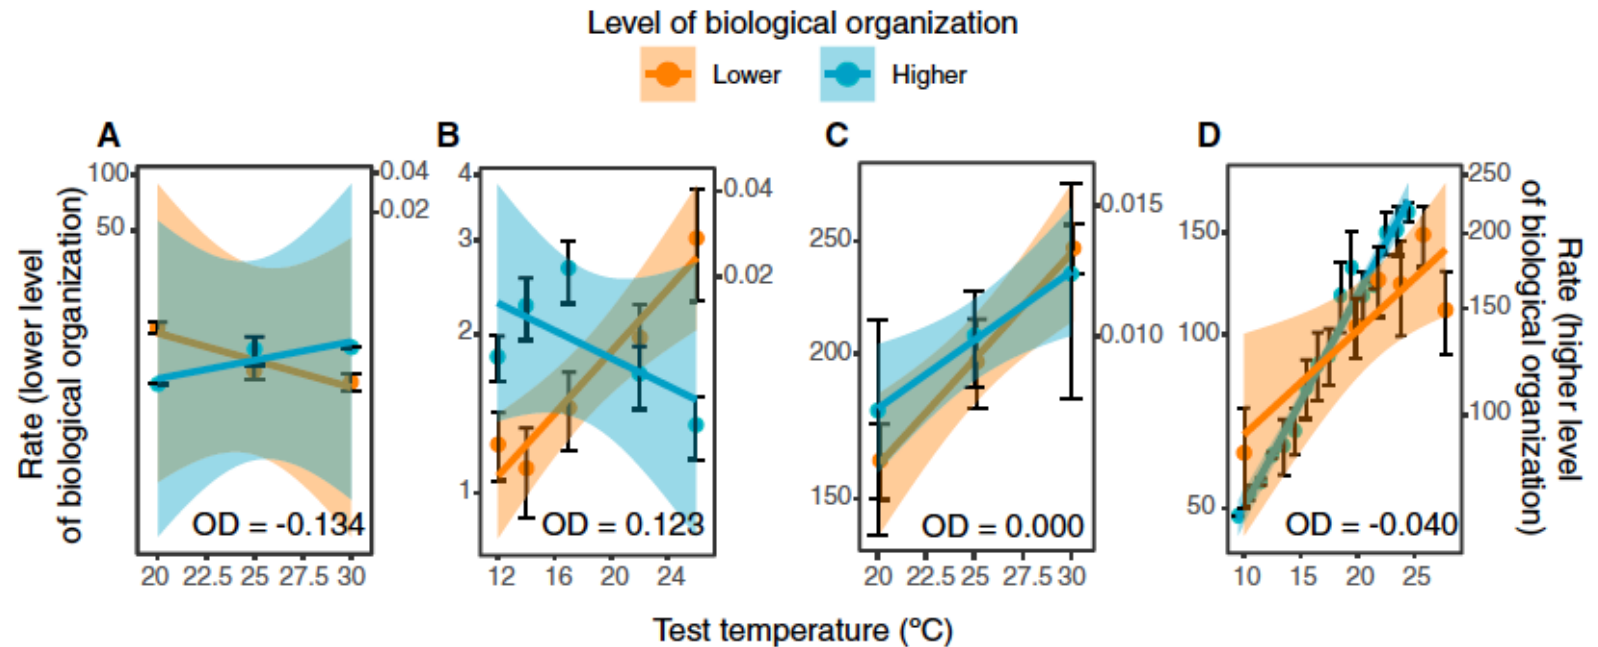 Level of biological organization
Lower Higher
A B C D
Rate (lower level
of biological organization)
100
50
0.04
0.02
OD = -0.134
20 22.5 25 27.5 30
4
3
2
1
0.04
0.02
OD = 0.123
12 16 20 24
250
200
150
0.015
0.010
OD = 0.000
20 22.5 25 27.5 30
150
100
50
250
200
150
100
OD = -0.040
10 15 20 25
Rate (higher level
of biological organization)
Test temperature (ºC)